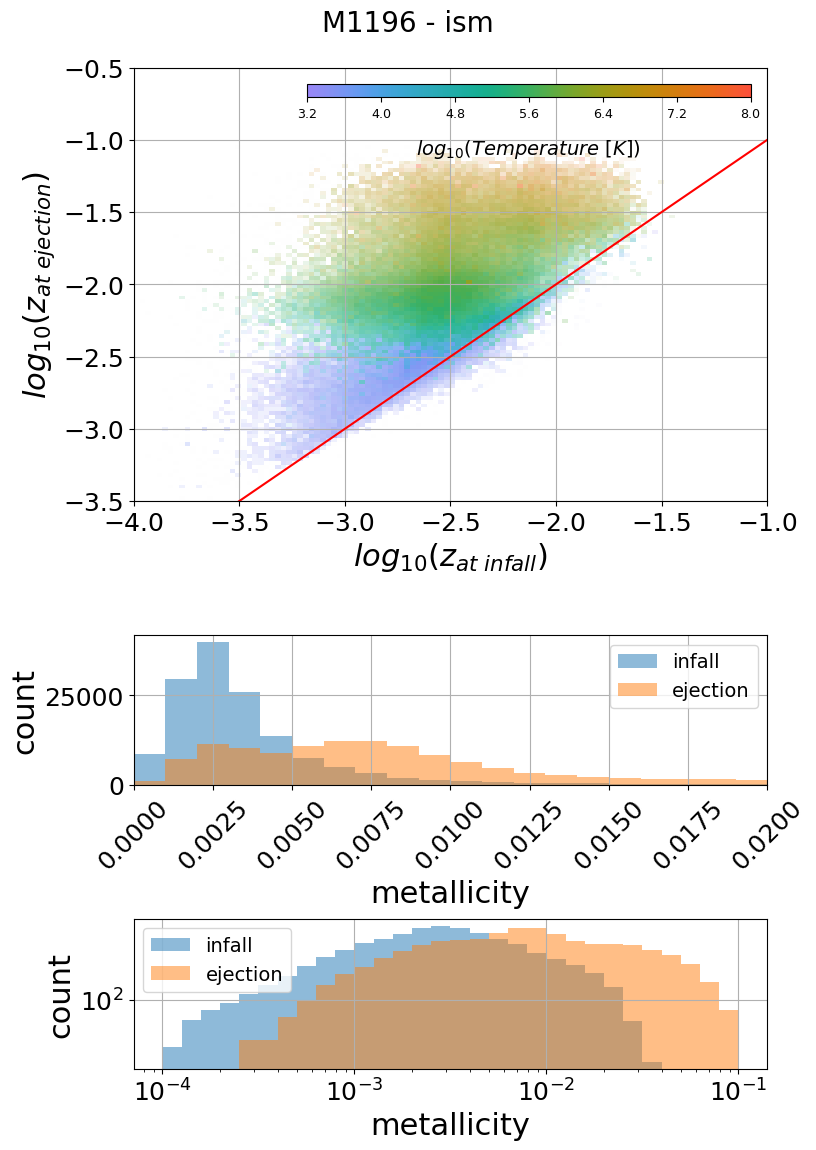 M1196 - ism
−0.5
3.2 4.0 4.8 5.6 6.4 7.2 8.0
−1.0
log10(Temperature [K])
−1.5
−2.0
−2.5
−3.0
−3.5
log10(zat ejection)
−4.0 −3.5 −3.0 −2.5 −2.0 −1.5 −1.0
log10(zat infall)
infall
ejection
25000
0
count
0.0000 0.0025 0.0050 0.0075 0.0100 0.0125 0.0150 0.0175 0.0200
metallicity
infall
ejection
10²
count
10⁻⁴ 10⁻³ 10⁻² 10⁻¹
metallicity